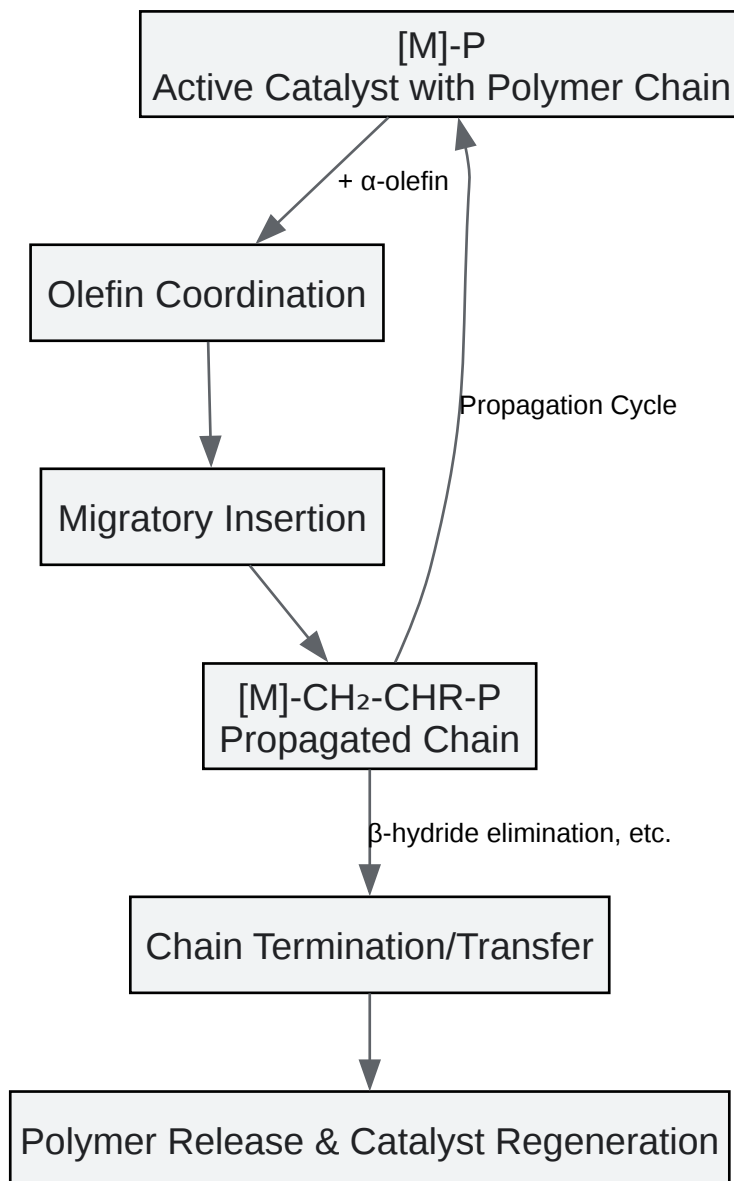 [M]-P
Active Catalyst with Polymer Chain
+ α-olefin
Olefin Coordination
Propagation Cycle
Migratory Insertion
[M]-CH₂-CHR-P
Propagated Chain
β-hydride elimination, etc.
Chain Termination/Transfer
Polymer Release & Catalyst Regeneration